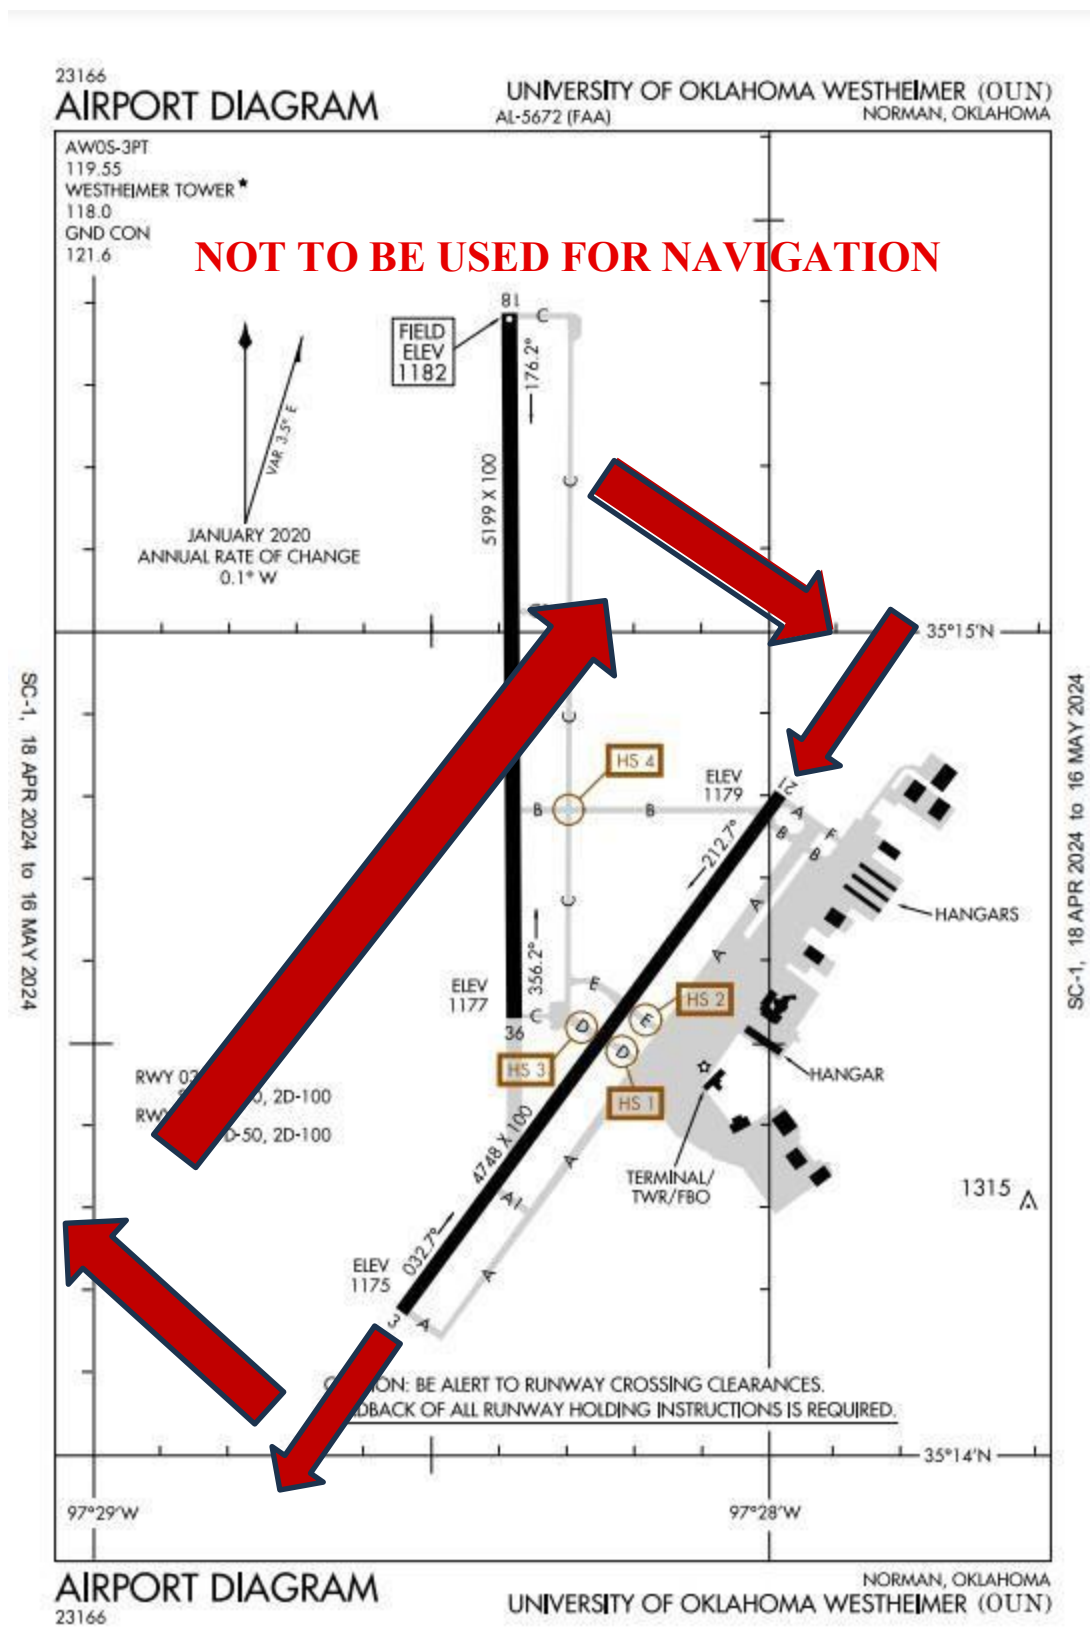 23166
AIRPORT DIAGRAM
UNIVERSITY OF OKLAHOMA WESTHEIMER (OUN)
AL-5672 (FAA)
NORMAN, OKLAHOMA
AWOS-3PT
119.55
WESTHEIMER TOWER★
118.0
GND CON
121.6
NOT TO BE USED FOR NAVIGATION
18
C
FIELD
ELEV
1182
176.2°
VAR 3.5° E
5199 X 100
C
JANUARY 2020
ANNUAL RATE OF CHANGE
0.1° W
35°15'N
SC-1, 18 APR 2024 to 16 MAY 2024
SC-1, 18 APR 2024 to 16 MAY 2024
C
HS 4
ELEV
1179
21
B
B
A
F
B
B
212.7°
C
A
HANGARS
356.2°
A
ELEV
1177
E
HS 2
C
36
D
E
D
HS 3
HS 1
HANGAR
RWY 03
0, 2D-100
RW
D-50, 2D-100
4748 X 100
A
TERMINAL/
TWR/FBO
A1
1315
032.7°
ELEV
1175
A
3
A
ON: BE ALERT TO RUNWAY CROSSING CLEARANCES.
DBACK OF ALL RUNWAY HOLDING INSTRUCTIONS IS REQUIRED.
35°14'N
97°29'W
97°28'W
AIRPORT DIAGRAM
23166
NORMAN, OKLAHOMA
UNIVERSITY OF OKLAHOMA WESTHEIMER (OUN)